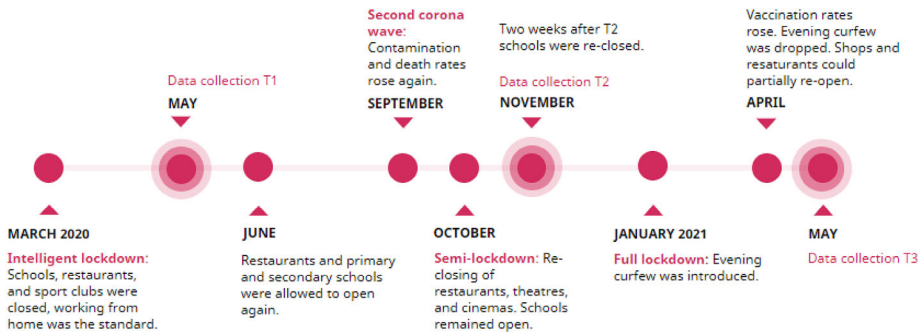 Second corona
wave:
Contamination
and death rates
rose again.
SEPTEMBER
Two weeks after T2
schools were re-closed.
Data collection T2
NOVEMBER
Vaccination rates
rose. Evening curfew
was dropped. Shops and
resaturants could
partially re-open.
APRIL
Data collection T1
MAY
MARCH 2020
Intelligent lockdown:
Schools, restaurants,
and sport clubs were
closed, working from
home was the standard.
JUNE
Restaurants and primary
and secondary schools
were allowed to open
again.
OCTOBER
Semi-lockdown: Re-
closing of
restaurants, theatres,
and cinemas. Schools
remained open.
JANUARY 2021
Full lockdown: Evening
curfew was introduced.
MAY
Data collection T3